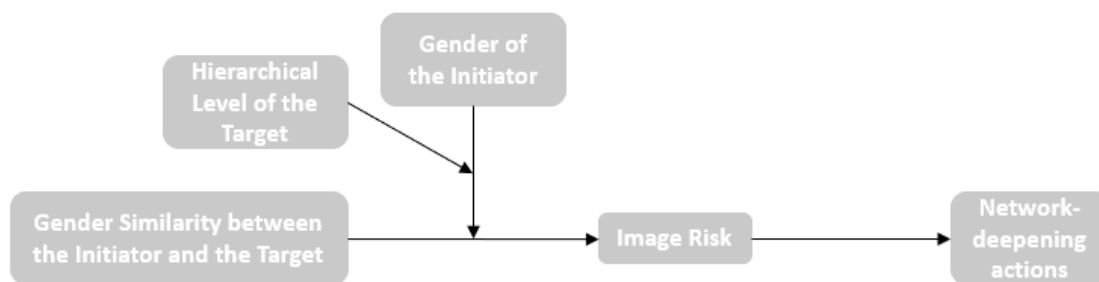 Gender of
the Initiator
Hierarchical
Level of the
Target
Gender Similarity between
the Initiator and the Target
Image Risk
Network-
deepening
actions